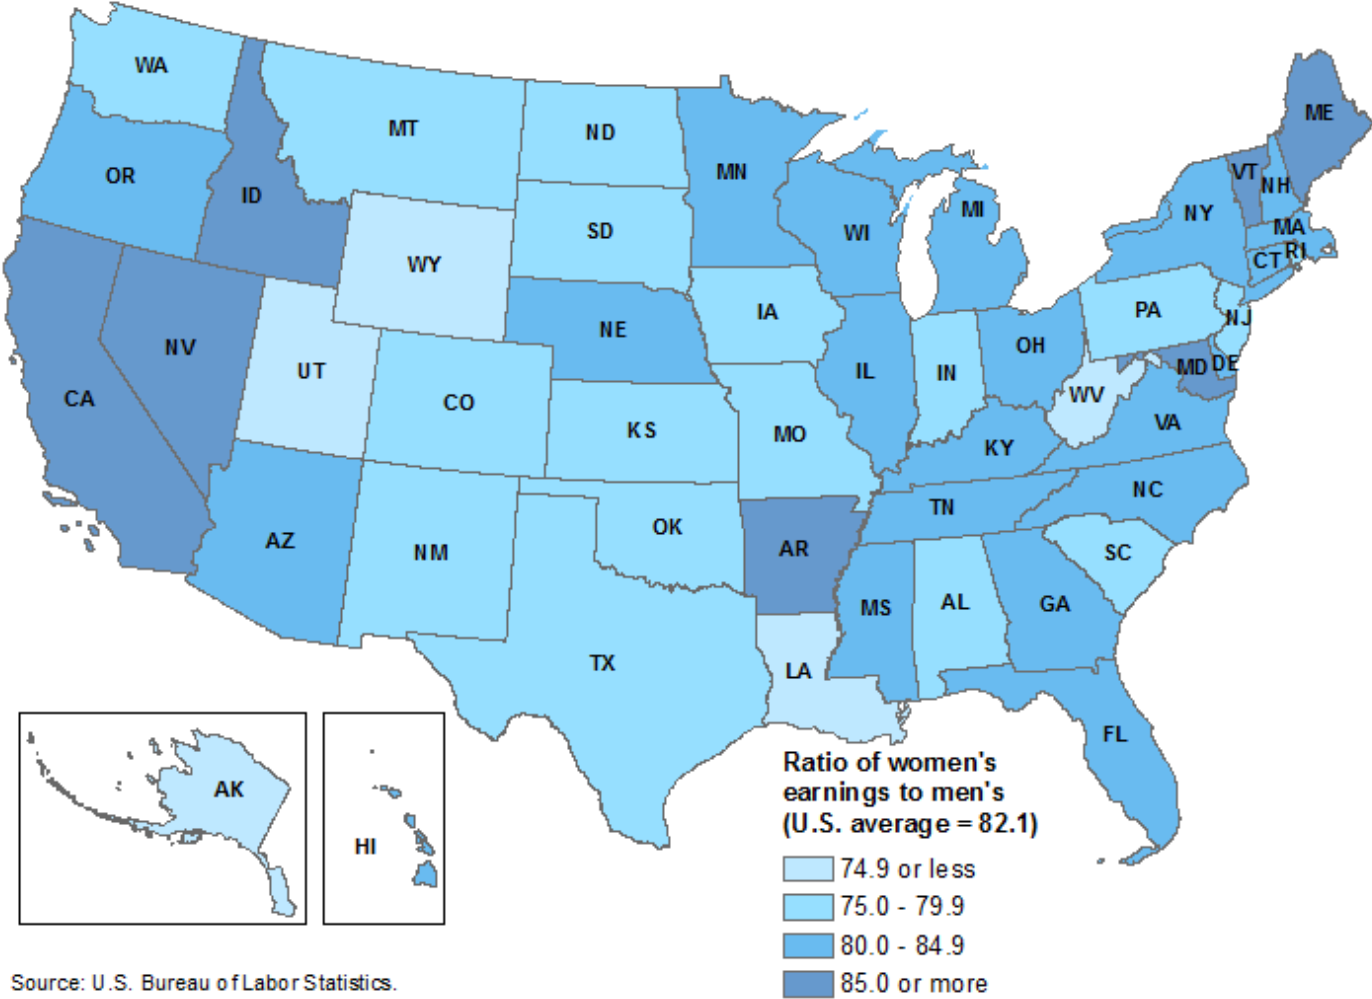 WA
MT
ND
MN
ME
OR
ID
SD
WI
MI
VT
NH
NY
MA
WY
CT
RI
NE
IA
PA
NJ
NV
UT
CO
IL
IN
OH
MD
DE
CA
KS
MO
WV
VA
KY
AZ
NM
OK
AR
TN
NC
SC
MS
AL
GA
TX
LA
FL
AK
HI
Ratio of women's
earnings to men's
(U.S. average = 82.1)
74.9 or less
75.0 - 79.9
80.0 - 84.9
85.0 or more
Source: U.S. Bureau of Labor Statistics.